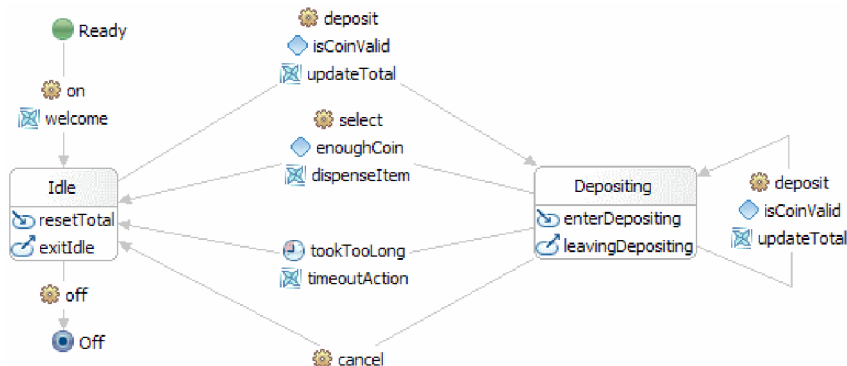 Ready
on
welcome
Idle
resetTotal
exitIdle
off
Off
deposit
isCoinValid
updateTotal
select
enoughCoin
dispenseItem
tookTooLong
timeoutAction
cancel
Depositing
enterDepositing
leavingDepositing
deposit
isCoinValid
updateTotal